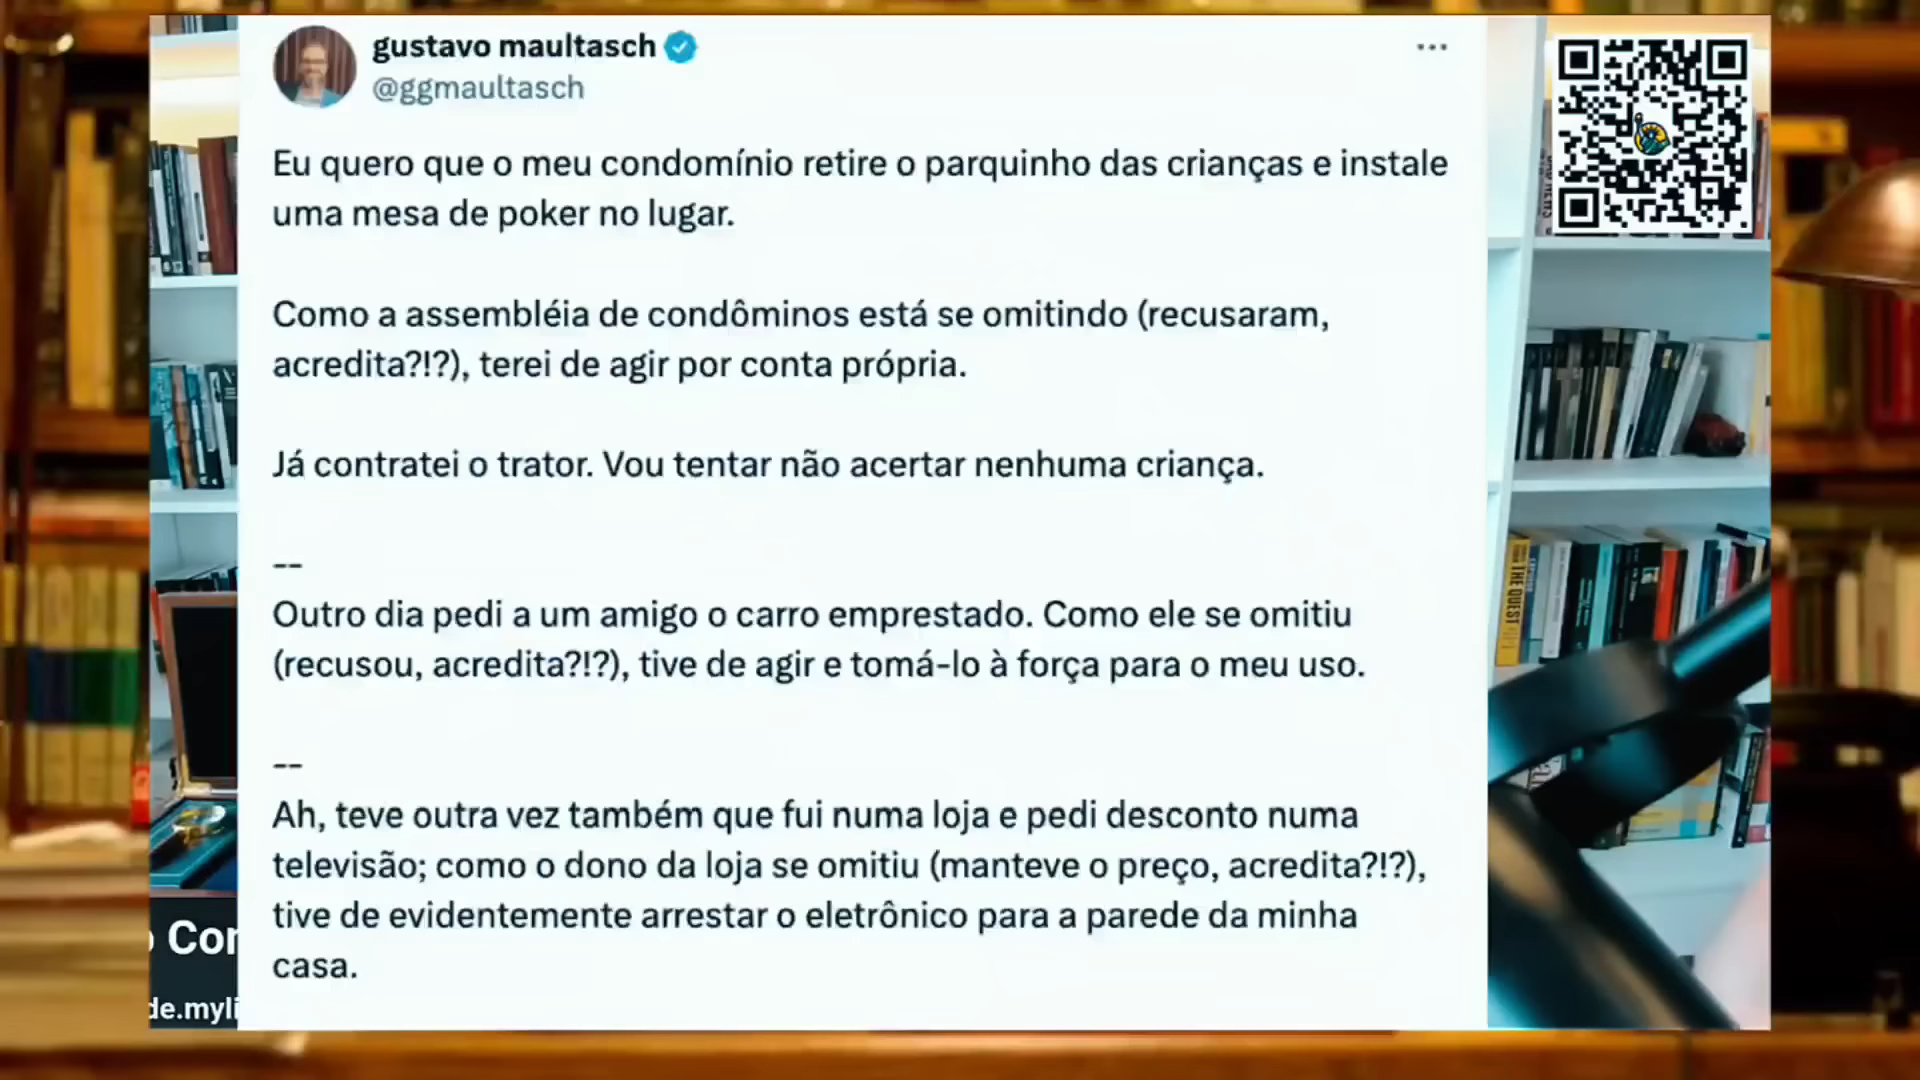 gustavo maultasch
@ggmaultasch
Eu quero que o meu condomínio retire o parquinho das crianças e instale
uma mesa de poker no lugar.
Como a assembléia de condôminos está se omitindo (recusaram,
acredita?!?), terei de agir por conta própria.
Já contratei o trator. Vou tentar não acertar nenhuma criança.
--
Outro dia pedi a um amigo o carro emprestado. Como ele se omitiu
(recusou, acredita?!?), tive de agir e tomá-lo à força para o meu uso.
--
Ah, teve outra vez também que fui numa loja e pedi desconto numa
televisão; como o dono da loja se omitiu (manteve o preço, acredita?!?),
tive de evidentemente arrestar o eletrônico para a parede da minha
casa.
THE QUEST